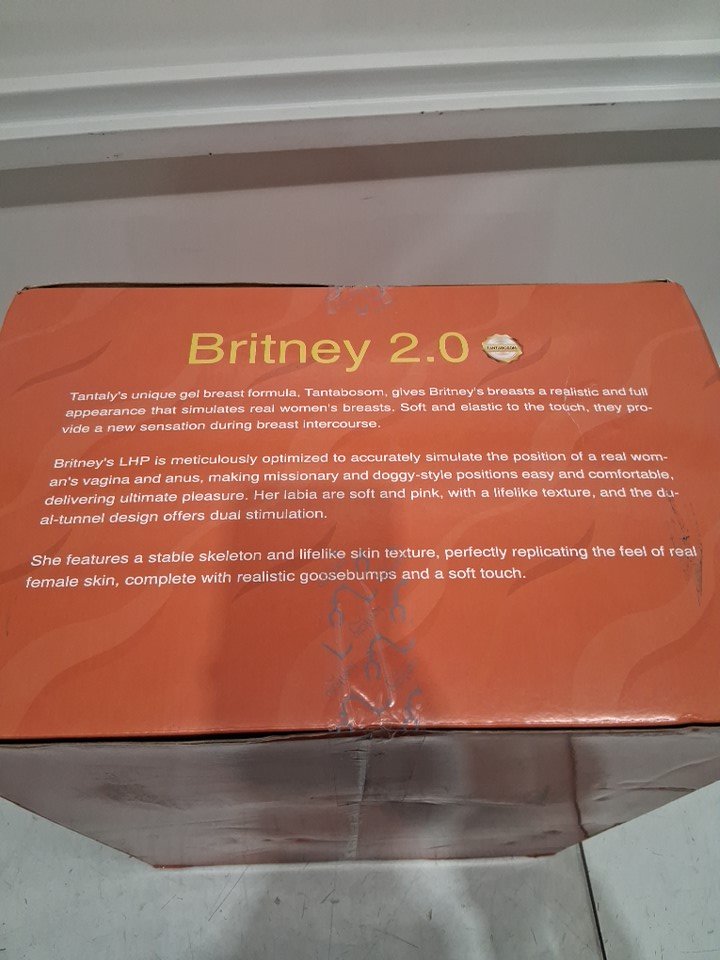 Britney 2.0
TANTABOSOM
Tantaly's unique gel breast formula, Tantabosom, gives Britney's breasts a realistic and full
appearance that simulates real women's breasts. Soft and elastic to the touch, they pro-
vide a new sensation during breast intercourse.
Britney's LHP is meticulously optimized to accurately simulate the position of a real wom-
an's vagina and anus, making missionary and doggy-style positions easy and comfortable,
delivering ultimate pleasure. Her labia are soft and pink, with a lifelike texture, and the du-
al-tunnel design offers dual stimulation.
She features a stable skeleton and lifelike skin texture, perfectly replicating the feel of real
female skin, complete with realistic goosebumps and a soft touch.